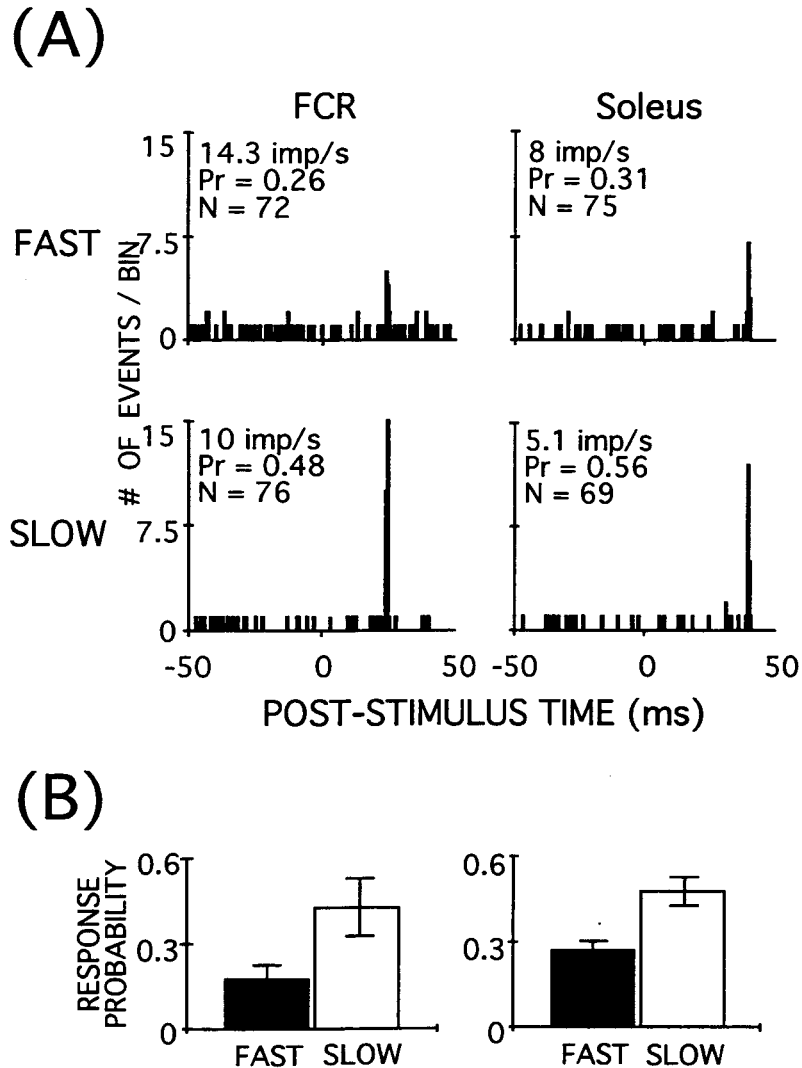 (A)
FCR
Soleus
FAST
# OF EVENTS / BIN
15
7.5
0
14.3 imp/s
Pr = 0.26
N = 72
8 imp/s
Pr = 0.31
N = 75
SLOW
15
7.5
0
10 imp/s
Pr = 0.48
N = 76
5.1 imp/s
Pr = 0.56
N = 69
-50 0 50
-50 0 50
POST-STIMULUS TIME (ms)
(B)
RESPONSE
PROBABILITY
0.6
0.3
0
FAST SLOW
0.6
0.3
0
FAST SLOW